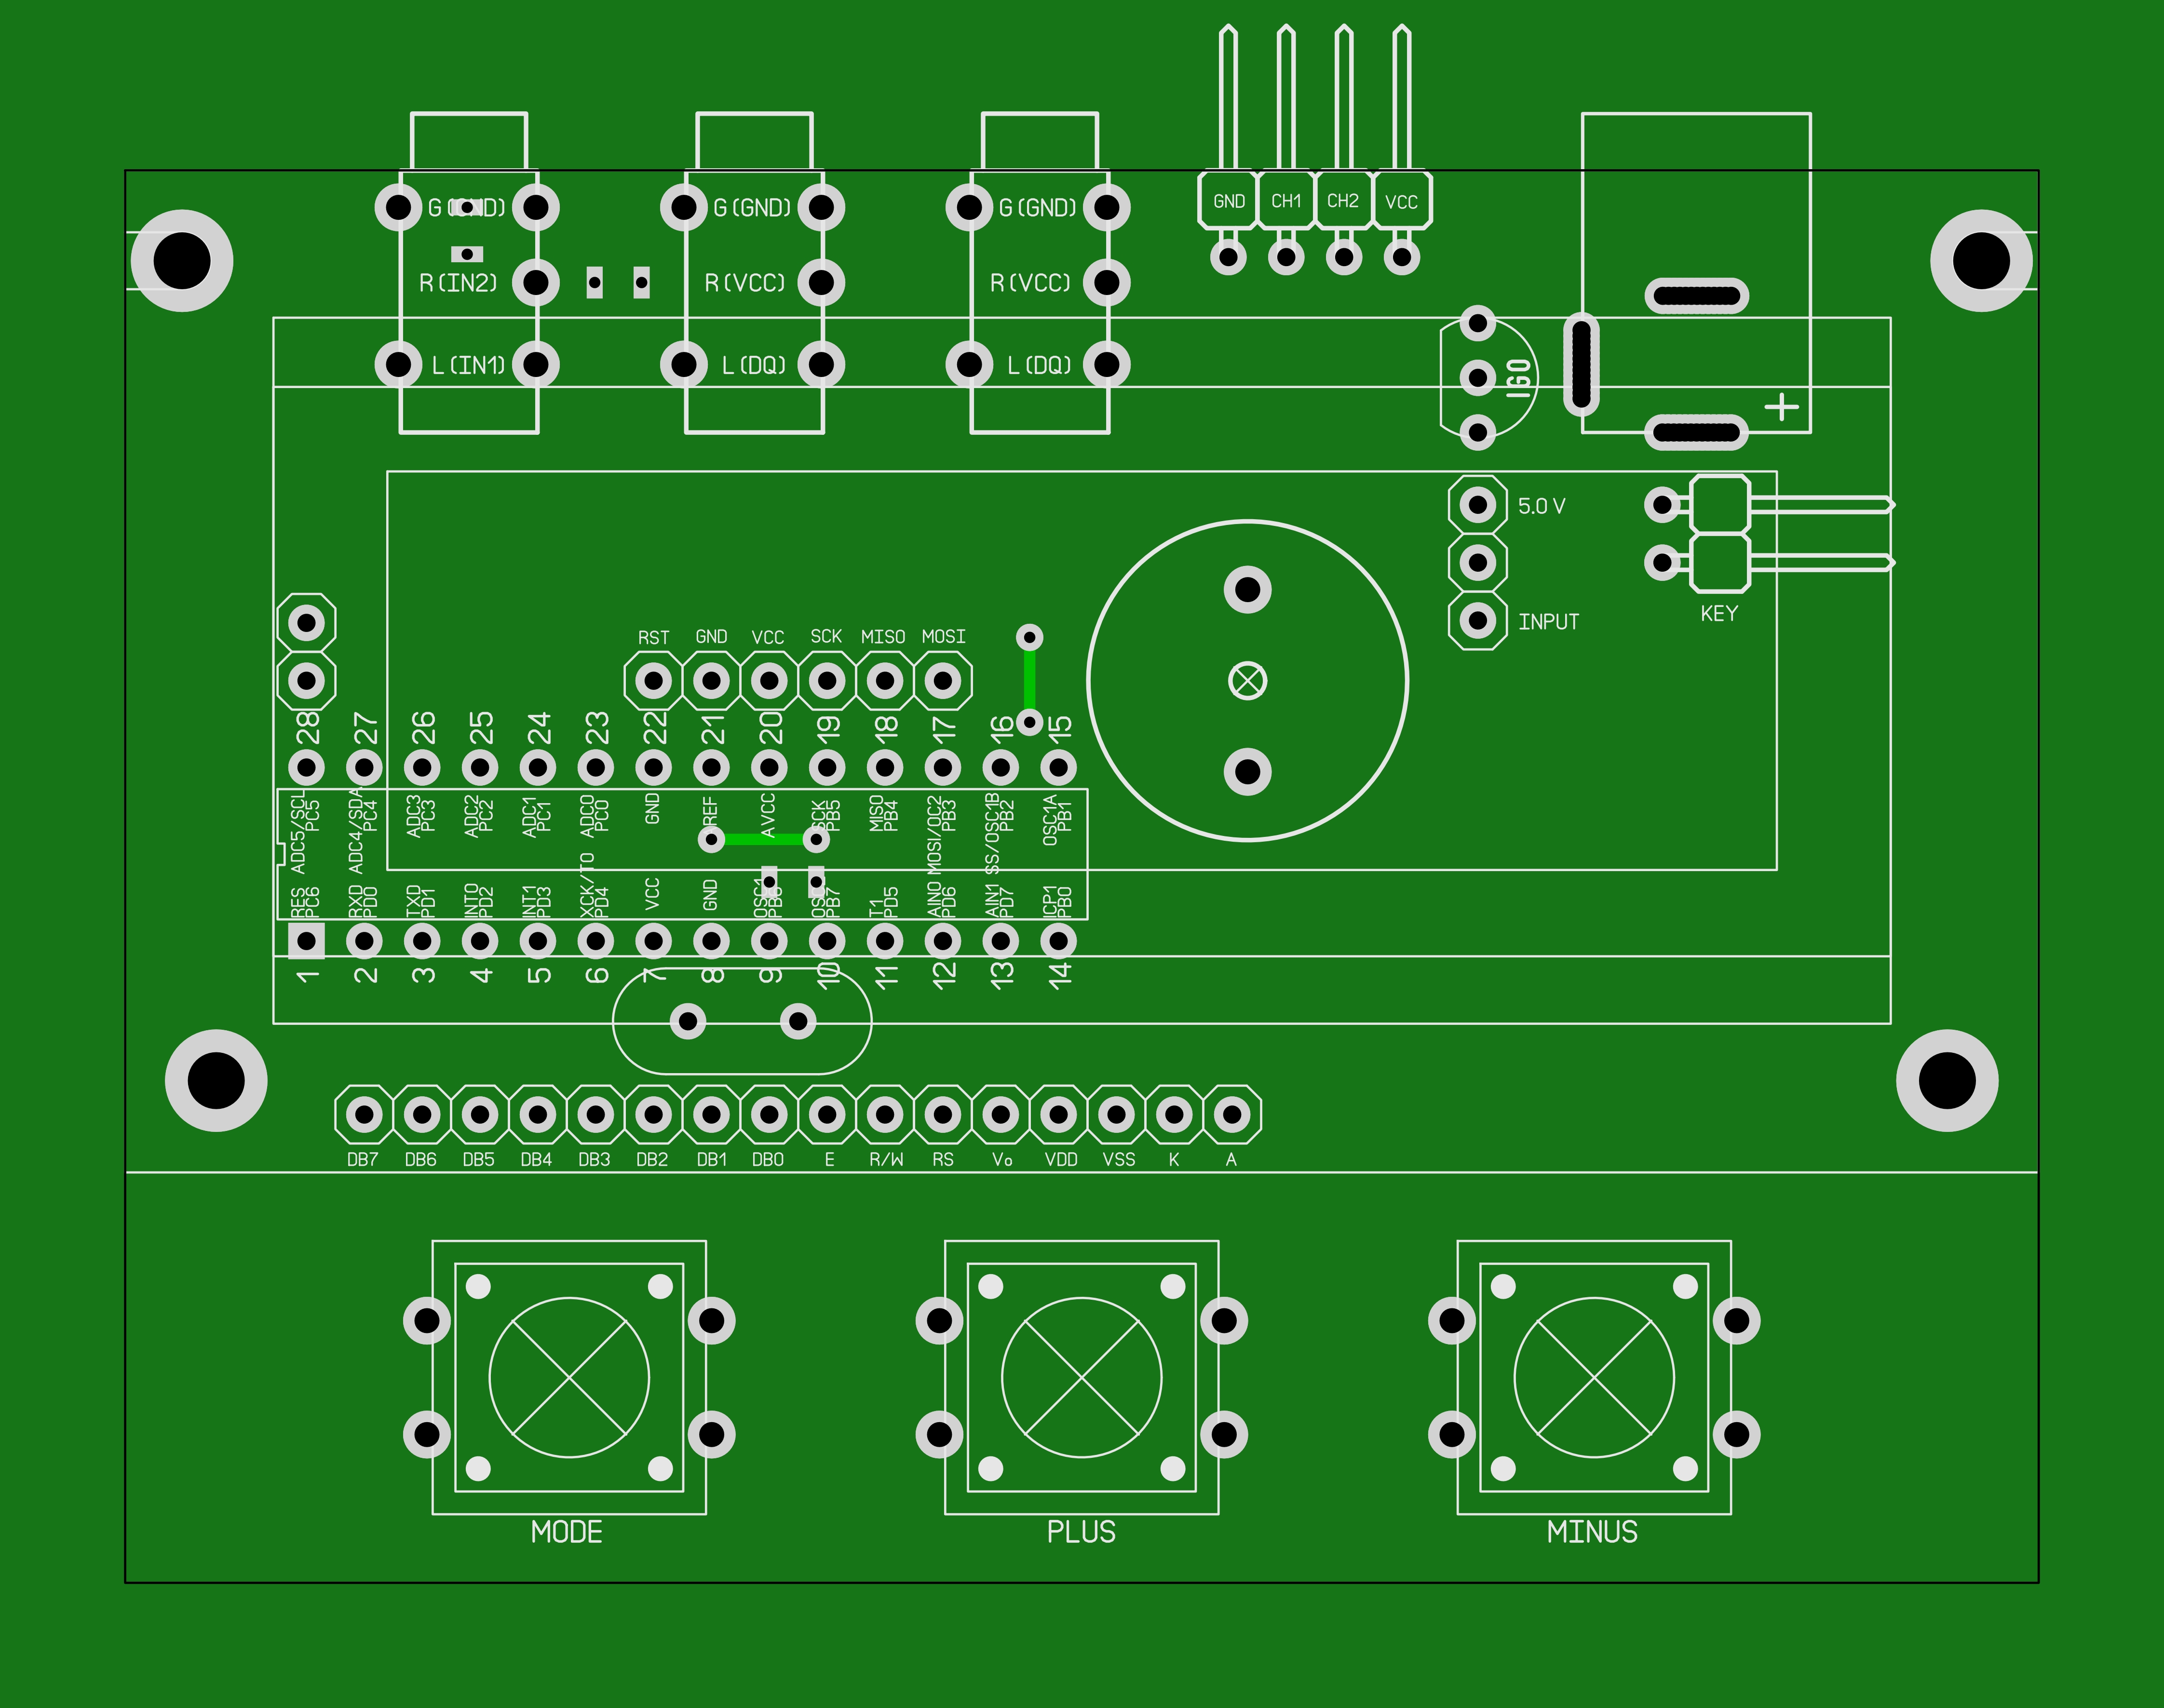 GND CH1 CH2 VCC
G(GND) G(GND) G(GND)
R(IN2) R(VCC) R(VCC)
L(IN1) L(DQ) L(DQ)
IGO
+
5.0V
INPUT
KEY
RST GND VCC SCK MISO MOSI
28 27 26 25 24 23 22 21 20 19 18 17 16 15
ADC5/SCL ADC4/SDA ADC3 ADC2 ADC1 ADC0 GND AREF AVCC SCK MISO MOSI/OC2 SS/OSC1B OSC1A
PC5 PC4 PC3 PC2 PC1 PC0 PB5 PB4 PB3 PB2 PB1
RES RXD TXD INT0 INT1 XCK/T0 VCC GND OSC1 T1 AIN0 AIN1 ICP1
PC6 PD0 PD1 PD2 PD3 PD4 PB7 PD5 PD6 PD7 PB0
1 2 3 4 5 6 7 8 9 10 11 12 13 14
DB7 DB6 DB5 DB4 DB3 DB2 DB1 DB0 E R/W RS Vo VDD VSS K A
MODE PLUS MINUS